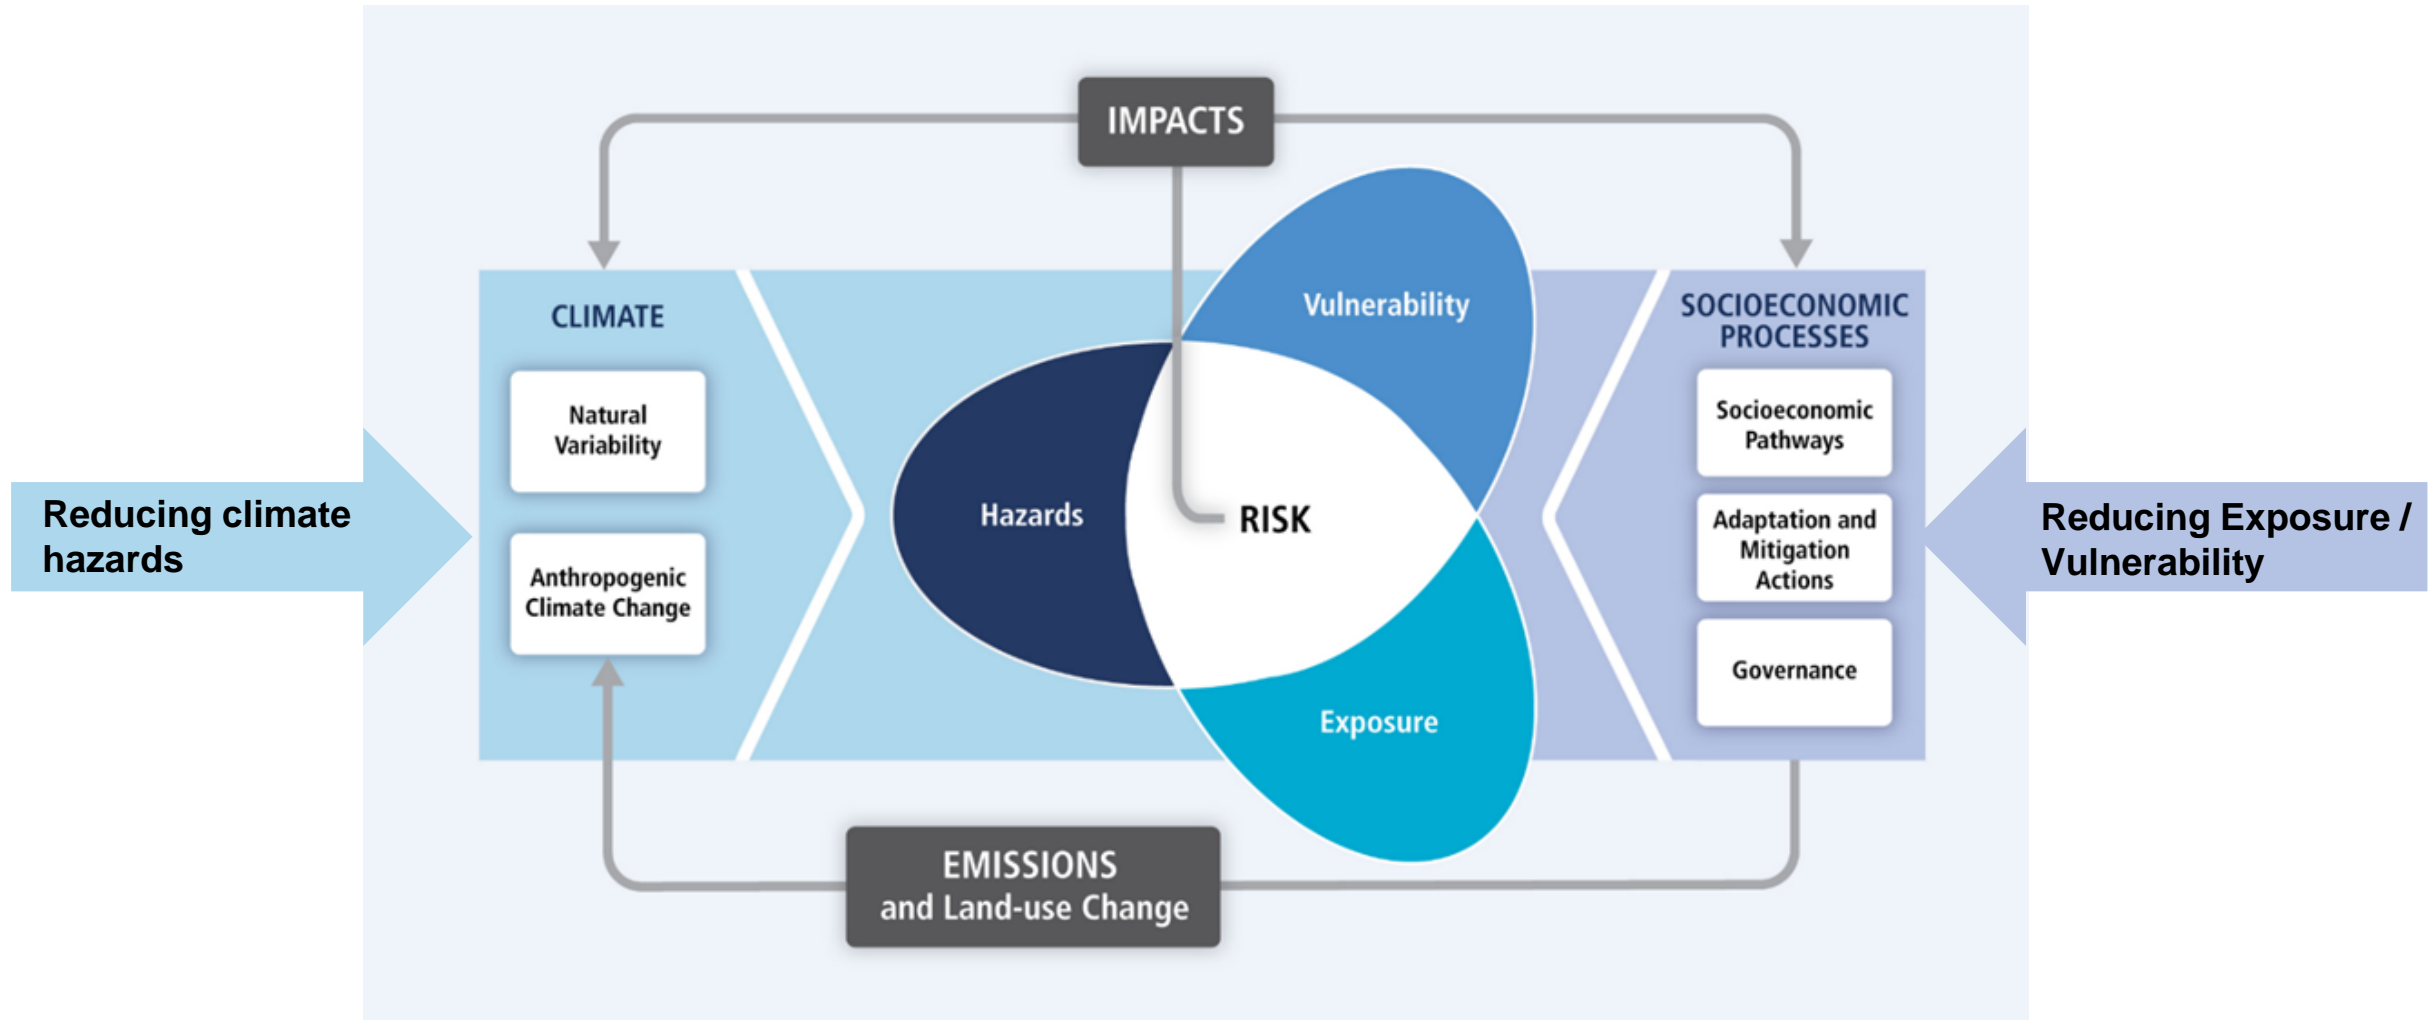 IMPACTS
Vulnerability
CLIMATE
Natural
Variability
Anthropogenic
Climate Change
Hazards
RISK
Exposure
SOCIOECONOMIC
PROCESSES
Socioeconomic
Pathways
Adaptation and
Mitigation
Actions
Governance
Reducing climate
hazards
Reducing Exposure /
Vulnerability
EMISSIONS
and Land-use Change